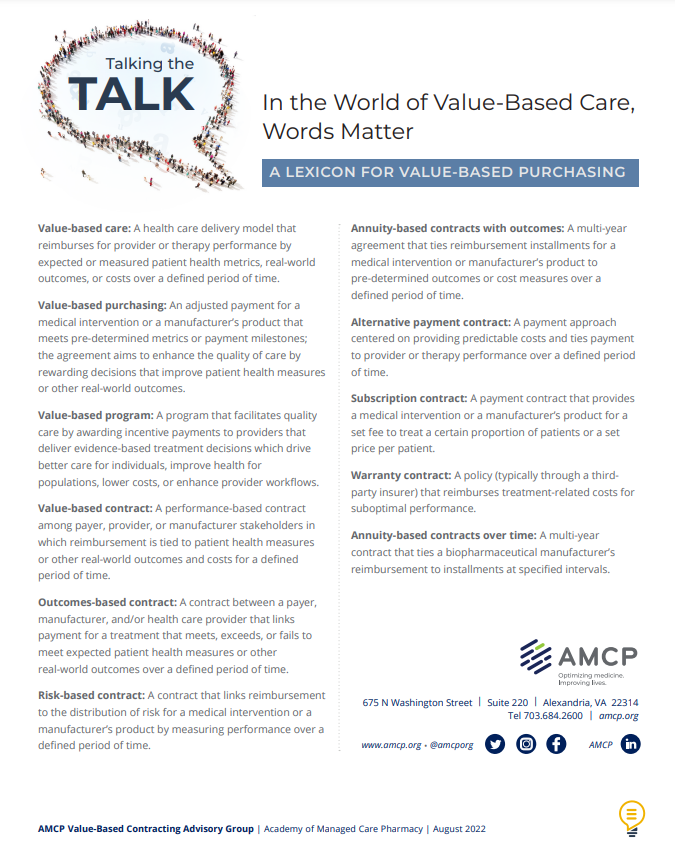 Talking the
TALK
In the World of Value-Based Care,
Words Matter
A LEXICON FOR VALUE-BASED PURCHASING
Value-based care: A health care delivery model that
reimburses for provider or therapy performance by
expected or measured patient health metrics, real-world
outcomes, or costs over a defined period of time.
Value-based purchasing: An adjusted payment for a
medical intervention or a manufacturer's product that
meets pre-determined metrics or payment milestones;
the agreement aims to enhance the quality of care by
rewarding decisions that improve patient health measures
or other real-world outcomes.
Value-based program: A program that facilitates quality
care by awarding incentive payments to providers that
deliver evidence-based treatment decisions which drive
better care for individuals, improve health for
populations, lower costs, or enhance provider workflows.
Value-based contract: A performance-based contract
among payer, provider, or manufacturer stakeholders in
which reimbursement is tied to patient health measures
or other real-world outcomes and costs for a defined
period of time.
Outcomes-based contract: A contract between a payer,
manufacturer, and/or health care provider that links
payment for a treatment that meets, exceeds, or fails to
meet expected patient health measures or other
real-world outcomes over a defined period of time.
Risk-based contract: A contract that links reimbursement
to the distribution of risk for a medical intervention or a
manufacturer's product by measuring performance over a
defined period of time.
Annuity-based contracts with outcomes: A multi-year
agreement that ties reimbursement installments for a
medical intervention or manufacturer's product to
pre-determined outcomes or cost measures over a
defined period of time.
Alternative payment contract: A payment approach
centered on providing predictable costs and ties payment
to provider or therapy performance over a defined period
of time.
Subscription contract: A payment contract that provides
a medical intervention or a manufacturer's product for a
set fee to treat a certain proportion of patients or a set
price per patient.
Warranty contract: A policy (typically through a third-
party insurer) that reimburses treatment-related costs for
suboptimal performance.
Annuity-based contracts over time: A multi-year
contract that ties a biopharmaceutical manufacturer's
reimbursement to installments at specified intervals.
AMCP
Optimizing medicine.
Improving lives.
675 N Washington Street | Suite 220 | Alexandria, VA 22314
Tel 703.684.2600 | amcp.org
www.amcp.org • @amcporg AMCP in
AMCP Value-Based Contracting Advisory Group | Academy of Managed Care Pharmacy | August 2022